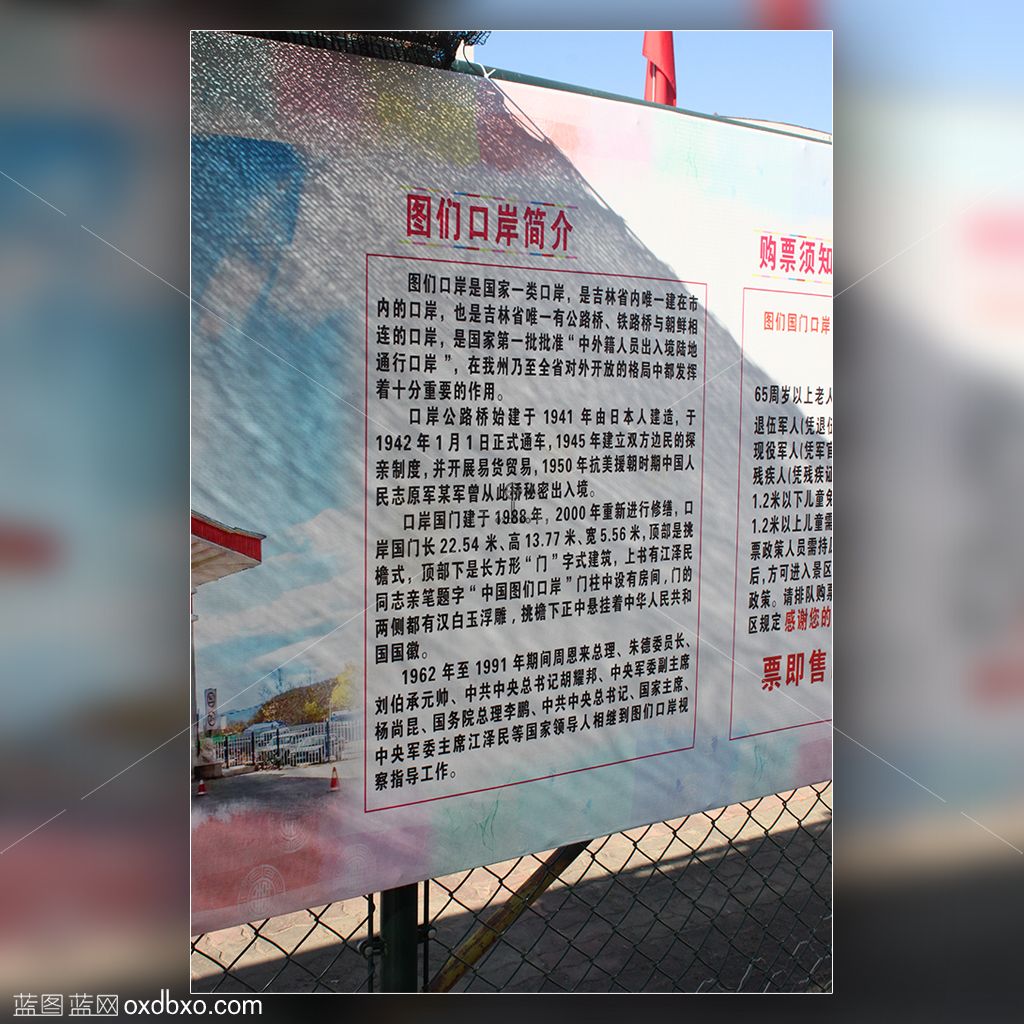 图们口岸简介
图们口岸是国家一类口岸，是吉林省内唯一建在市
内的口岸，也是吉林省唯一有公路桥、铁路桥与朝鲜相
连的口岸，是国家第一批批准“中外籍人员出入境陆地
通行口岸”，在我州乃至全省对外开放的格局中都发挥
着十分重要的作用。
口岸公路桥始建于1941年由日本人建造，于
1942年1月1日正式通车，1945年建立双方边民的探
亲制度，并开展易货贸易，1950年抗美援朝时期中国人
民志原军某军曾从此桥秘密出入境。
口岸国门建于1988年，2000年重新进行修缮，口
岸国门长22.54米、高13.77米、宽5.56米，顶部是挑
檐式，顶部下是长方形“门”字式建筑，上书有江泽民
同志亲笔题字“中国图们口岸”门柱中设有房间，门的
两侧都有汉白玉浮雕，挑檐下正中悬挂着中华人民共和
国国徽。
1962年至1991年期间周恩来总理、朱德委员长、
刘伯承元帅、中共中央总书记胡耀邦、中央军委副主席
杨尚昆、国务院总理李鹏、中共中央总书记、国家主席、
中央军委主席江泽民等国家领导人相继到图们口岸视
察指导工作。
购票须知
图们国门口岸
65周岁以上老人
退伍军人(凭退伍
现役军人(凭军官
残疾人(凭残疾证
1.2米以下儿童免
1.2米以上儿童需
票政策人员需持
后，方可进入景区
政策。请排队购票
区规定 感谢您的
票即售
蓝图蓝网 oxdbxo.com